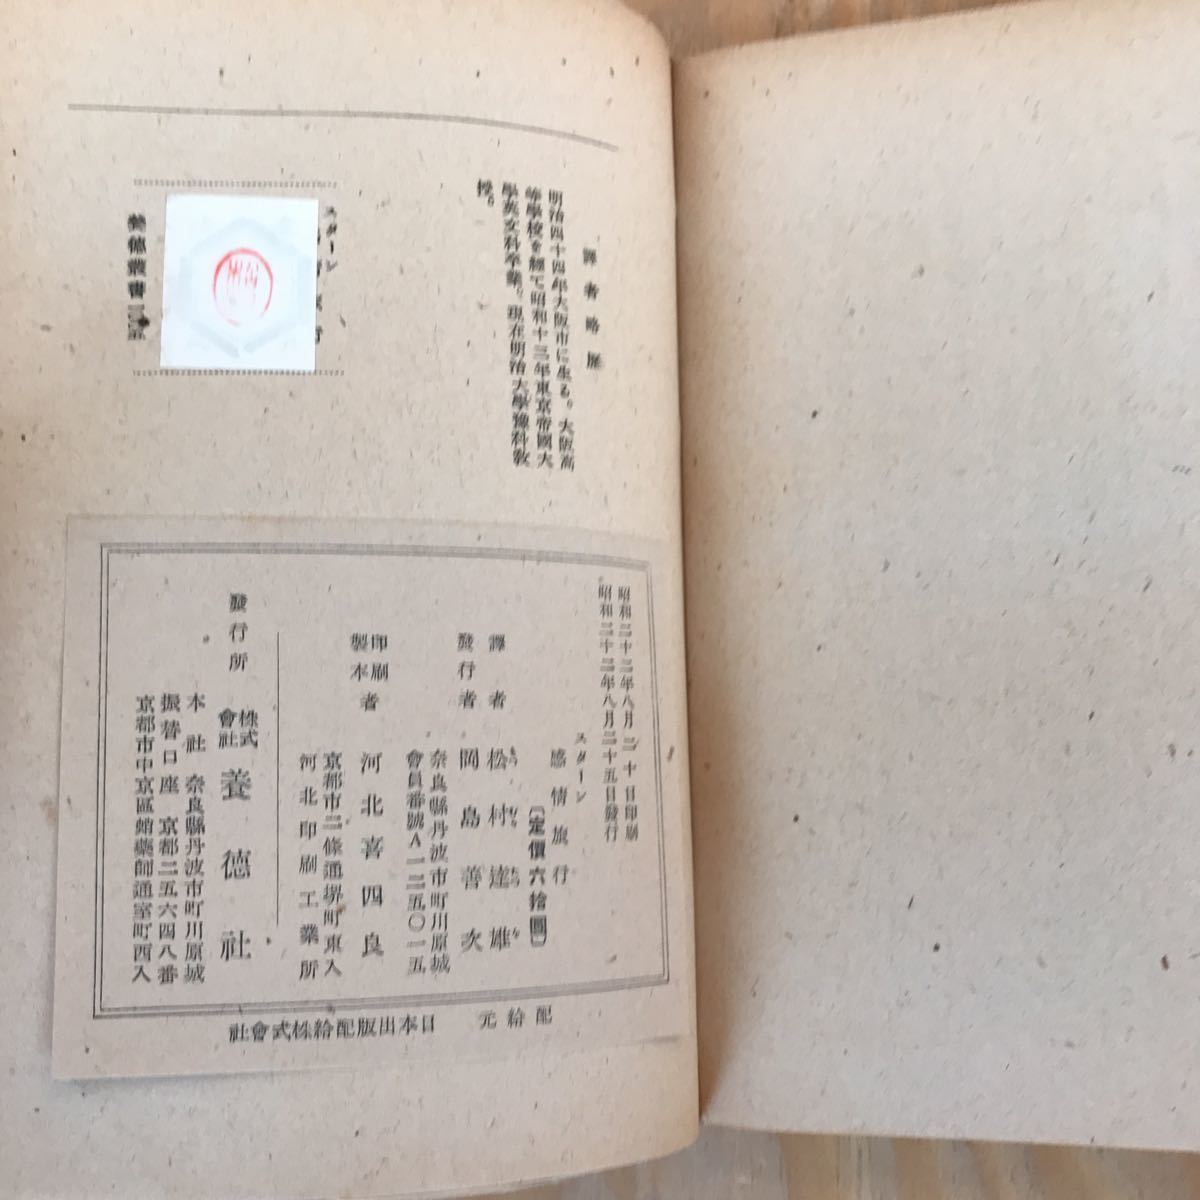 譯者略歴
明治四十四年大阪市に生る。大阪高
等學校を經て、昭和十三年東京帝國大
學英文科卒業。現在明治大學豫科敎
授。
スターン
養德叢書
昭和二十三年八月二十日印刷
昭和二十三年八月二十五日發行
スターン
感情旅行
〔定價六拾圓〕
譯者 松村達雄
發行者 岡島善次
奈良縣丹波市町川原城
會員番號A一二五〇一五
印刷製本者 河北喜四良
京都市二條通堺町東入
河北印刷工業所
發行所 株式會社 養德社
本社 奈良縣丹波市町川原城
振替口座 京都二五六四八番
京都市中京區蛸藥師通室町西入
配給元 日本出版配給株式會社